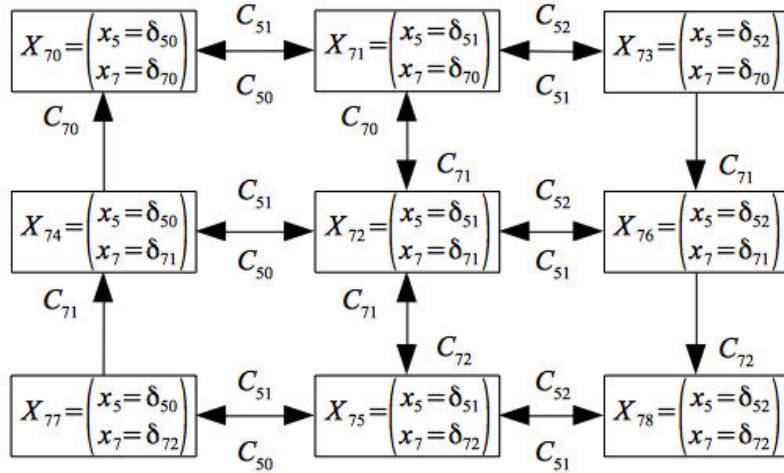 C₅₁ C₅₂
X₇₀=(x₅=δ₅₀ x₇=δ₇₀) X₇₁=(x₅=δ₅₁ x₇=δ₇₀) X₇₃=(x₅=δ₅₂ x₇=δ₇₀)
C₅₀ C₅₁
C₇₀ C₇₀
C₇₁ C₇₁
C₅₁ C₅₂
X₇₄=(x₅=δ₅₀ x₇=δ₇₁) X₇₂=(x₅=δ₅₁ x₇=δ₇₁) X₇₆=(x₅=δ₅₂ x₇=δ₇₁)
C₅₀ C₅₁
C₇₁ C₇₁
C₇₂ C₇₂
C₅₁ C₅₂
X₇₇=(x₅=δ₅₀ x₇=δ₇₂) X₇₅=(x₅=δ₅₁ x₇=δ₇₂) X₇₈=(x₅=δ₅₂ x₇=δ₇₂)
C₅₀ C₅₁